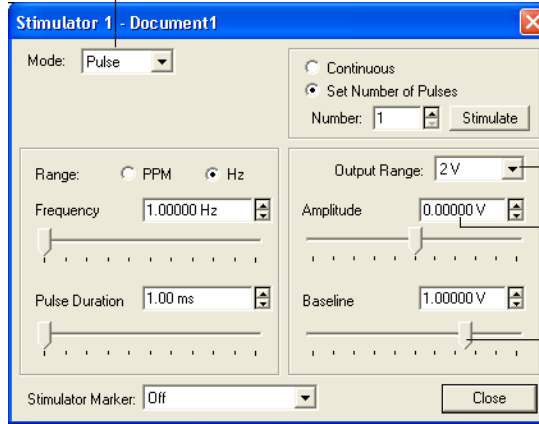 Stimulator 1 - Document1
Mode: Pulse
Continuous
Set Number of Pulses
Number: 1 Stimulate
Range: PPM Hz
Frequency 1.00000 Hz
Pulse Duration 1.00 ms
Output Range: 2 V
Amplitude 0.00000 V
Baseline 1.00000 V
Stimulator Marker: Off
Close